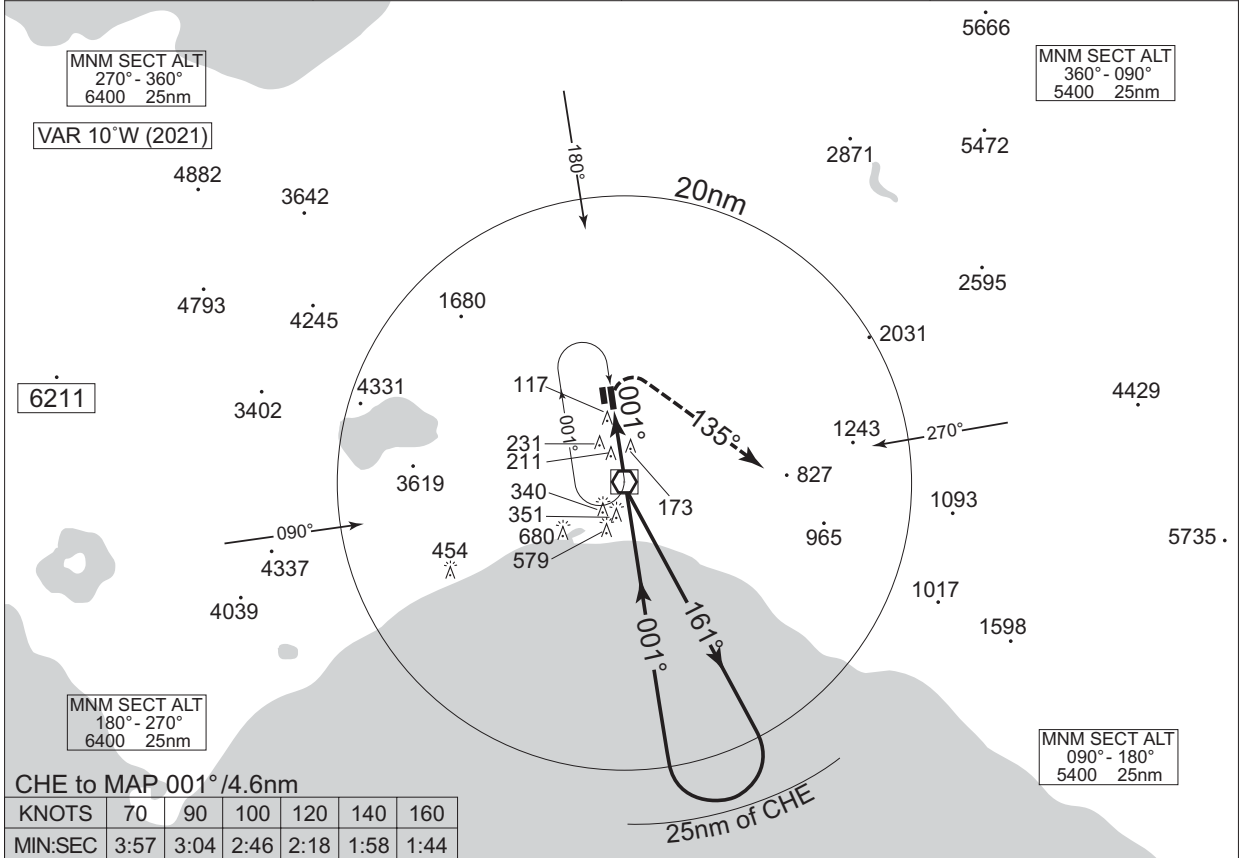 5666
MNM SECT ALT
270° - 360°
6400 25nm
MNM SECT ALT
360° - 090°
5400 25nm
VAR 10°W (2021)
180°
2871
5472
4882
3642
20nm
2595
4793
4245
1680
2031
6211
3402
4331
117
001°
135°
4429
001°
1243
270°
231
211
827
3619
340
173
1093
351
090°
680
965
5735
454
579
4337
4039
1017
161°
001°
1598
MNM SECT ALT
180° - 270°
6400 25nm
MNM SECT ALT
090° - 180°
5400 25nm
25nm of CHE
CHE to MAP 001°/4.6nm
KNOTS 70 90 100 120 140 160
MIN:SEC 3:57 3:04 2:46 2:18 1:58 1:44